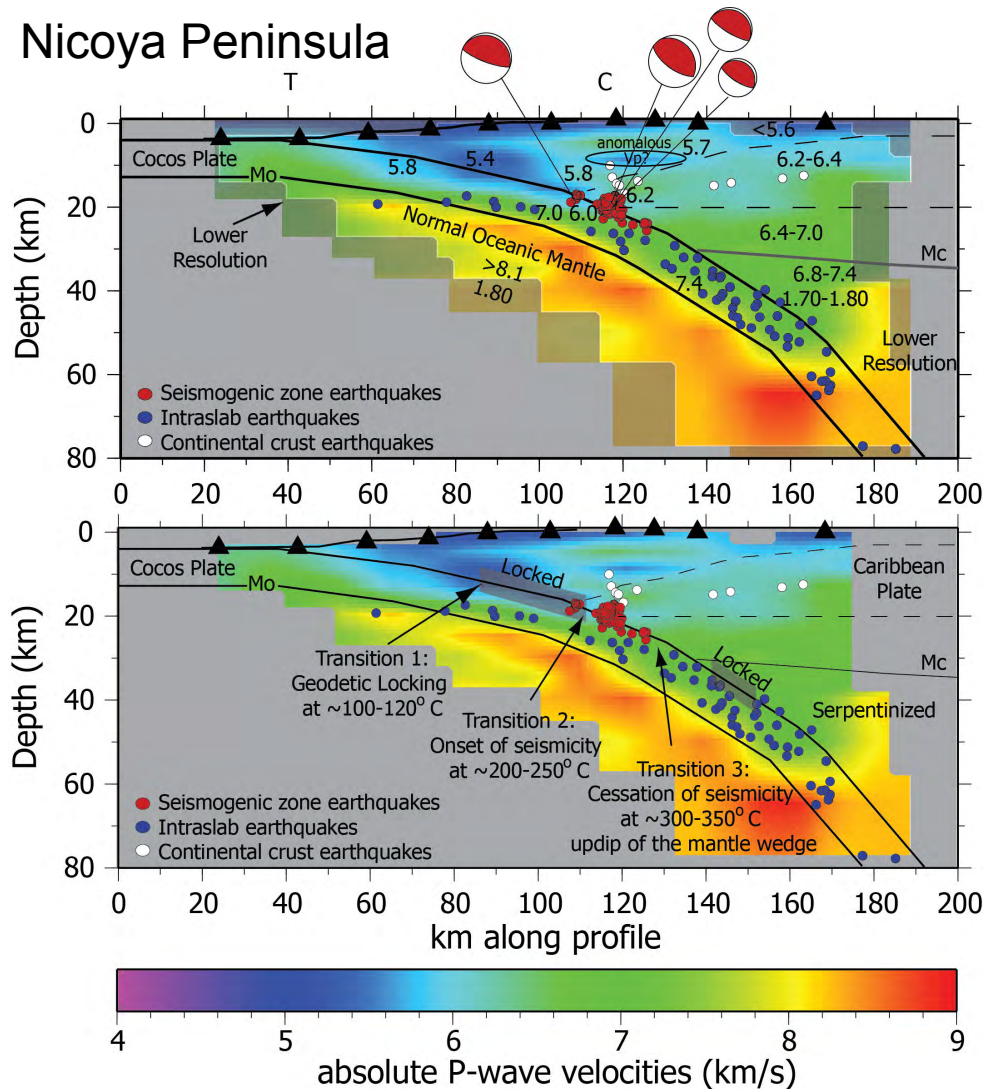 Nicoya Peninsula
T
C
0
20
40
60
80
Depth (km)
Cocos Plate
Mo
5.8
5.4
5.8
anomalous
Vp?
5.7
<5.6
6.2-6.4
6.2
7.0
6.0
6.4-7.0
Mc
6.8-7.4
1.70-1.80
7.4
Normal Oceanic Mantle
>8.1
1.80
Lower
Resolution
Lower
Resolution
Seismogenic zone earthquakes
Intraslab earthquakes
Continental crust earthquakes
0 20 40 60 80 100 120 140 160 180 200
0
20
40
60
80
Depth (km)
Cocos Plate
Mo
Locked
Caribbean
Plate
Mc
Locked
Serpentinized
Transition 1:
Geodetic Locking
at ~100-120° C
Transition 2:
Onset of seismicity
at ~200-250° C
Transition 3:
Cessation of seismicity
at ~300-350° C
updip of the mantle wedge
Seismogenic zone earthquakes
Intraslab earthquakes
Continental crust earthquakes
0 20 40 60 80 100 120 140 160 180 200
km along profile
4 5 6 7 8 9
absolute P-wave velocities (km/s)